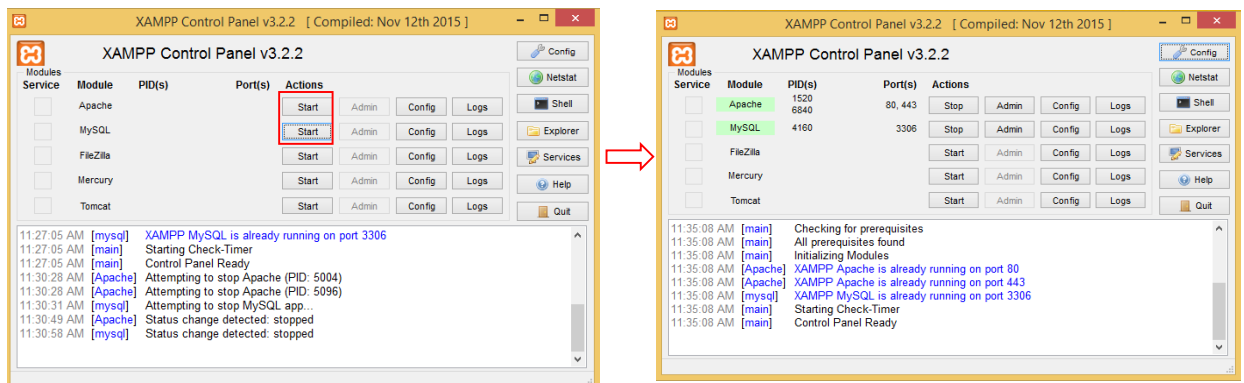 XAMPP Control Panel v3.2.2 [ Compiled: Nov 12th 2015 ]
XAMPP Control Panel v3.2.2
Config
Modules
Service Module PID(s) Port(s) Actions
Netstat
Apache Start Admin Config Logs
Shell
MySQL Start Admin Config Logs
Explorer
FileZilla Start Admin Config Logs
Services
Mercury Start Admin Config Logs
Help
Tomcat Start Admin Config Logs
Quit
11:27:05 AM [mysql] XAMPP MySQL is already running on port 3306
11:27:05 AM [main] Starting Check-Timer
11:27:05 AM [main] Control Panel Ready
11:30:28 AM [Apache] Attempting to stop Apache (PID: 5004)
11:30:28 AM [Apache] Attempting to stop Apache (PID: 5096)
11:30:31 AM [mysql] Attempting to stop MySQL app...
11:30:49 AM [Apache] Status change detected: stopped
11:30:58 AM [mysql] Status change detected: stopped
XAMPP Control Panel v3.2.2 [ Compiled: Nov 12th 2015 ]
XAMPP Control Panel v3.2.2
Config
Modules
Service Module PID(s) Port(s) Actions
Netstat
Apache 1520 6840 80, 443 Stop Admin Config Logs
Shell
MySQL 4160 3306 Stop Admin Config Logs
Explorer
FileZilla Start Admin Config Logs
Services
Mercury Start Admin Config Logs
Help
Tomcat Start Admin Config Logs
Quit
11:35:08 AM [main] Checking for prerequisites
11:35:08 AM [main] All prerequisites found
11:35:08 AM [main] Initializing Modules
11:35:08 AM [Apache] XAMPP Apache is already running on port 80
11:35:08 AM [Apache] XAMPP Apache is already running on port 443
11:35:08 AM [mysql] XAMPP MySQL is already running on port 3306
11:35:08 AM [main] Starting Check-Timer
11:35:08 AM [main] Control Panel Ready